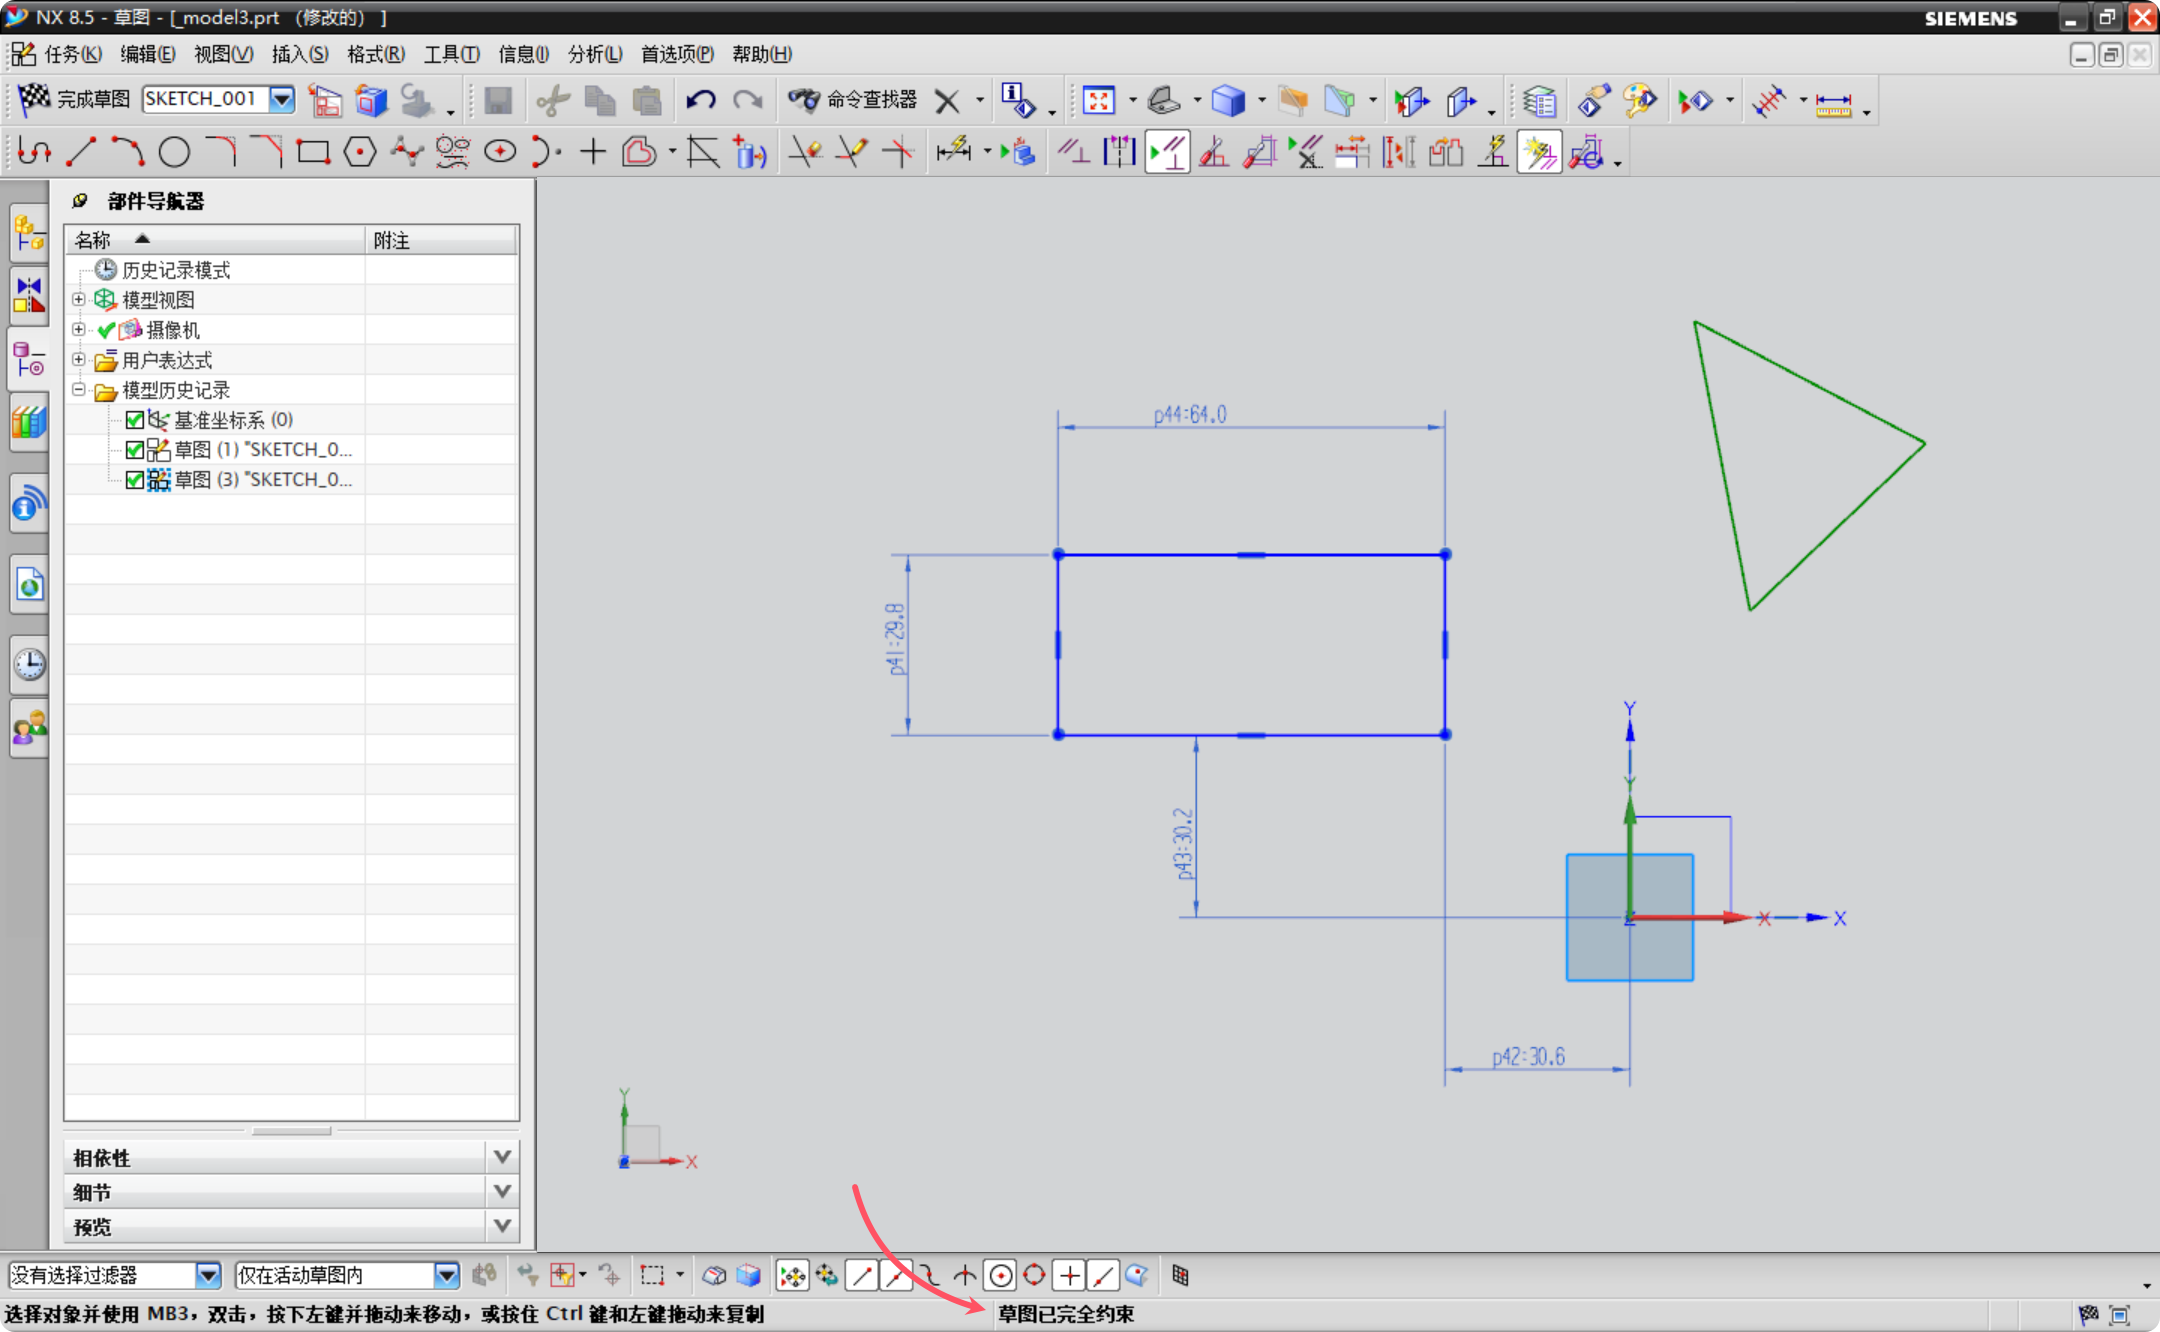 NX 8.5 - 草图 - [_model3.prt （修改的） ]
SIEMENS
任务(K) 编辑(E) 视图(V) 插入(S) 格式(R) 工具(T) 信息(I) 分析(L) 首选项(P) 帮助(H)
完成草图 SKETCH_001 命令查找器
部件导航器
名称 附注
历史记录模式
模型视图
摄像机
用户表达式
模型历史记录
基准坐标系 (0)
草图 (1) "SKETCH_0...
草图 (3) "SKETCH_0...
相依性
细节
预览
p44:64.0
p41:29.8
p43:30.2
p42:30.6
Y
Y
Z
X
X
Y
Z
X
没有选择过滤器 仅在活动草图内
选择对象并使用 MB3，双击，按下左键并拖动来移动，或按住 Ctrl 键和左键拖动来复制
草图已完全约束